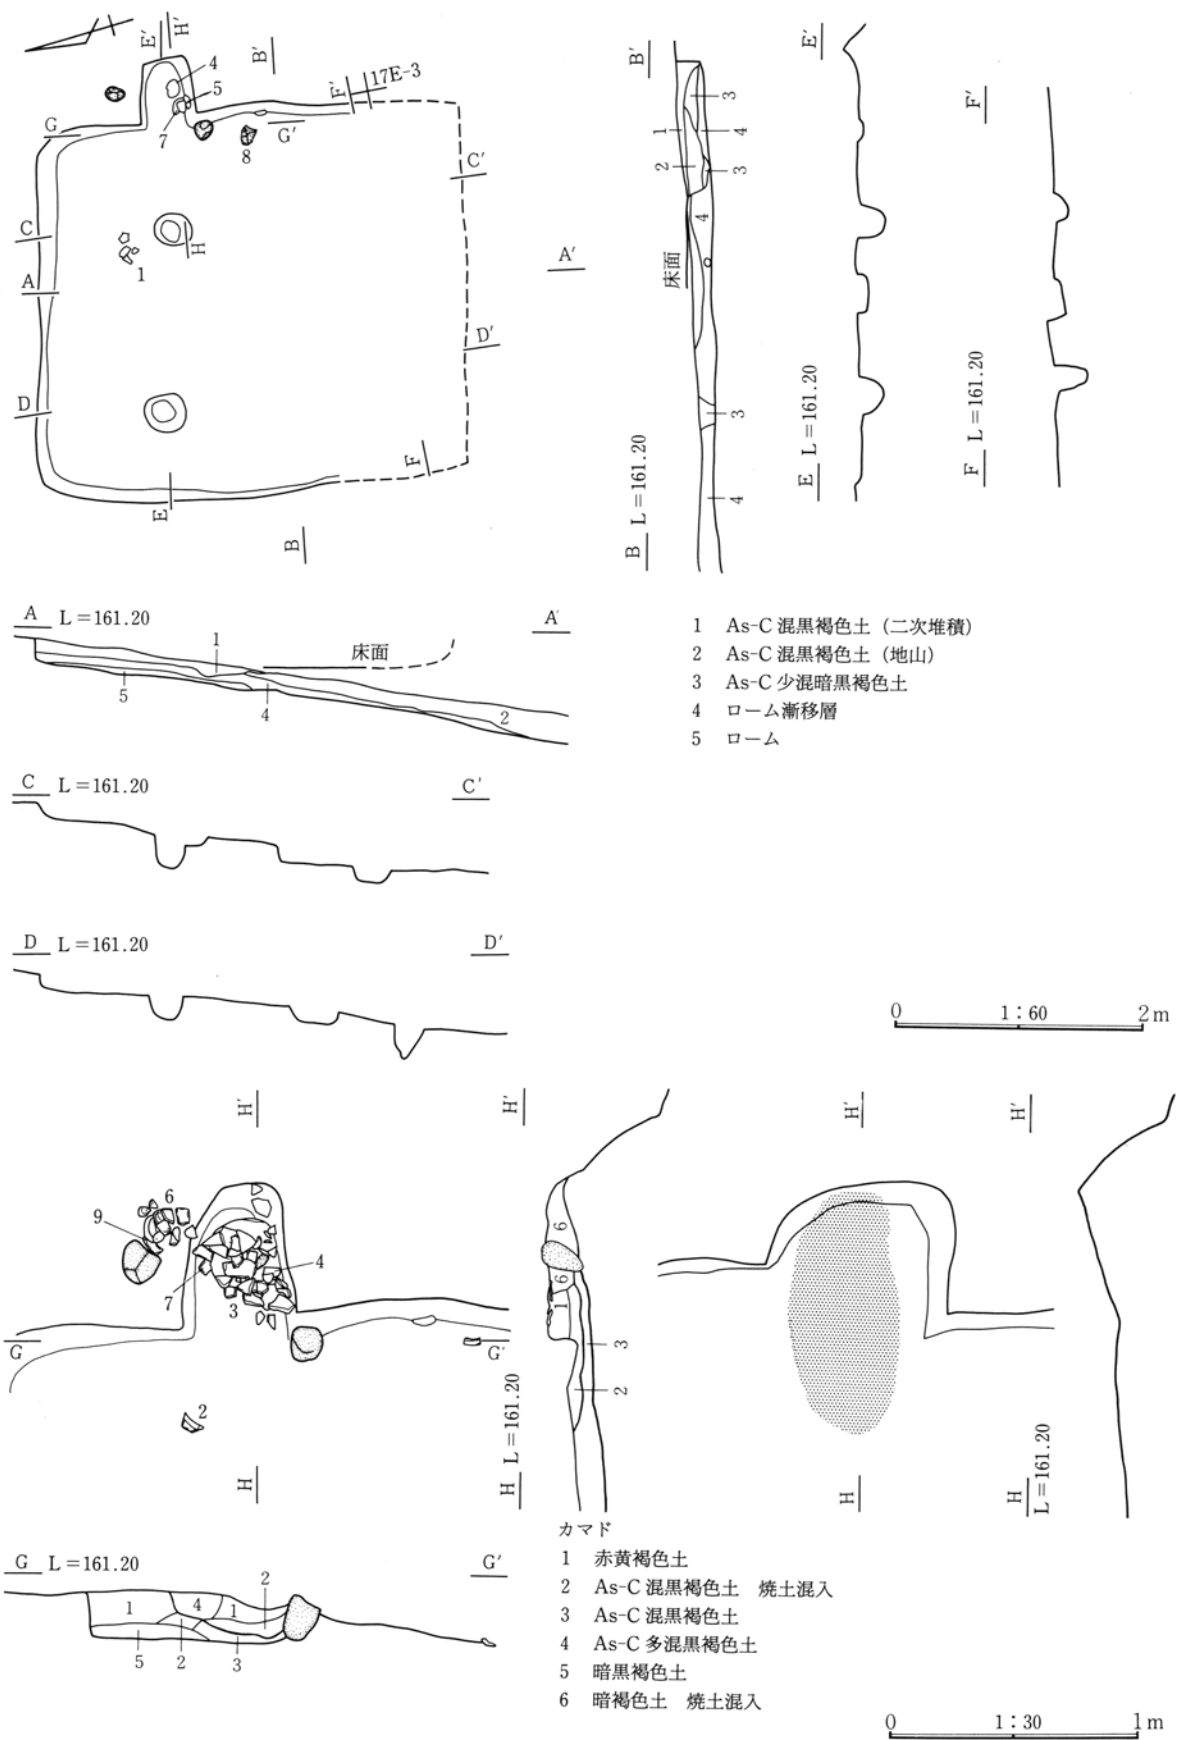 E′
H′
4
5
B′
F′
17E-3
G
7
8
G′
C′
C
H
1
A
A′
D′
D
F
E
B
B′
3
1
4
2
3
4
床面
3
4
B L＝161.20
E′
E L＝161.20
F′
F L＝161.20
A L＝161.20 A′
1
床面
5
4
2
1 As-C 混黒褐色土（二次堆積）
2 As-C 混黒褐色土（地山）
3 As-C 少混暗黒褐色土
4 ローム漸移層
5 ローム
C L＝161.20 C′
D L＝161.20 D′
0 1：60 2m
H′
6
9
4
7
3
G
G′
2
H
H′
6
6
1
3
2
H L＝161.20
H′
H
H′
H L＝161.20
G L＝161.20 G′
2
1
4
1
5
2
3
カマド
1 赤黄褐色土
2 As-C 混黒褐色土 焼土混入
3 As-C 混黒褐色土
4 As-C 多混黒褐色土
5 暗黒褐色土
6 暗褐色土 焼土混入
0 1：30 1m